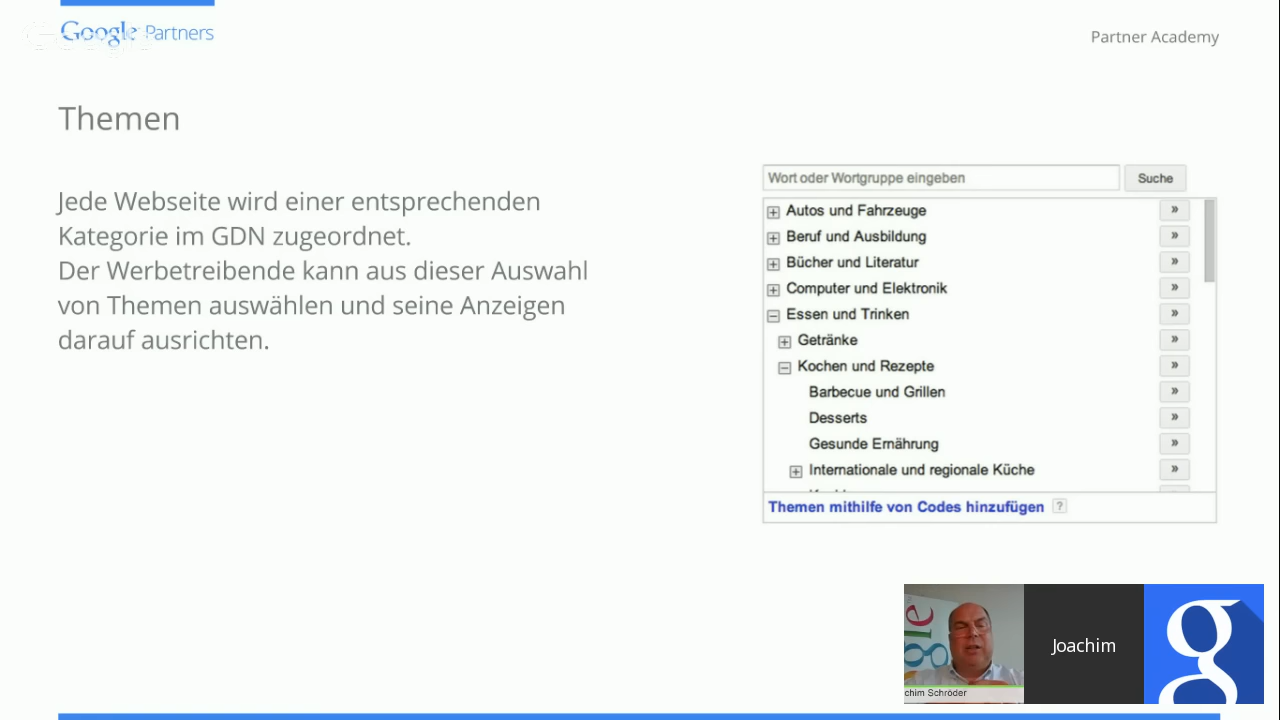 Google Partners
Partner Academy
Themen
Jede Webseite wird einer entsprechenden
Kategorie im GDN zugeordnet.
Der Werbetreibende kann aus dieser Auswahl
von Themen auswählen und seine Anzeigen
darauf ausrichten.
Wort oder Wortgruppe eingeben
Suche
Autos und Fahrzeuge »
Beruf und Ausbildung »
Bücher und Literatur »
Computer und Elektronik »
Essen und Trinken »
Getränke »
Kochen und Rezepte »
Barbecue und Grillen »
Desserts »
Gesunde Ernährung »
Internationale und regionale Küche »
Themen mithilfe von Codes hinzufügen ?
gle
chim Schröder
Joachim
g